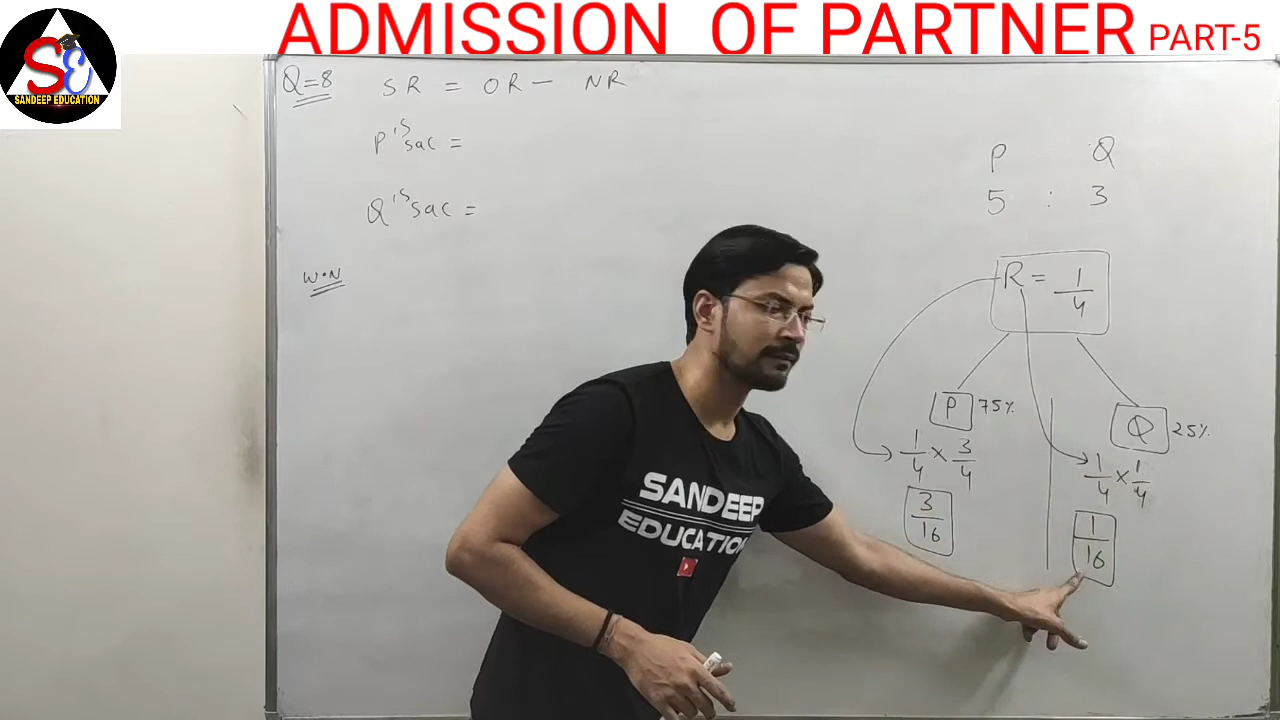 ADMISSION OF PARTNER PART-5
SE
SANDEEP EDUCATION
Q=8 SR = OR - NR
P's sac =
Q's sac =
W.N
P Q
5 : 3
R = 1/4
P 75% Q 25%
1/4 × 3/4 1/4 × 1/4
3/16 1/16
SANDEEP
EDUCATION